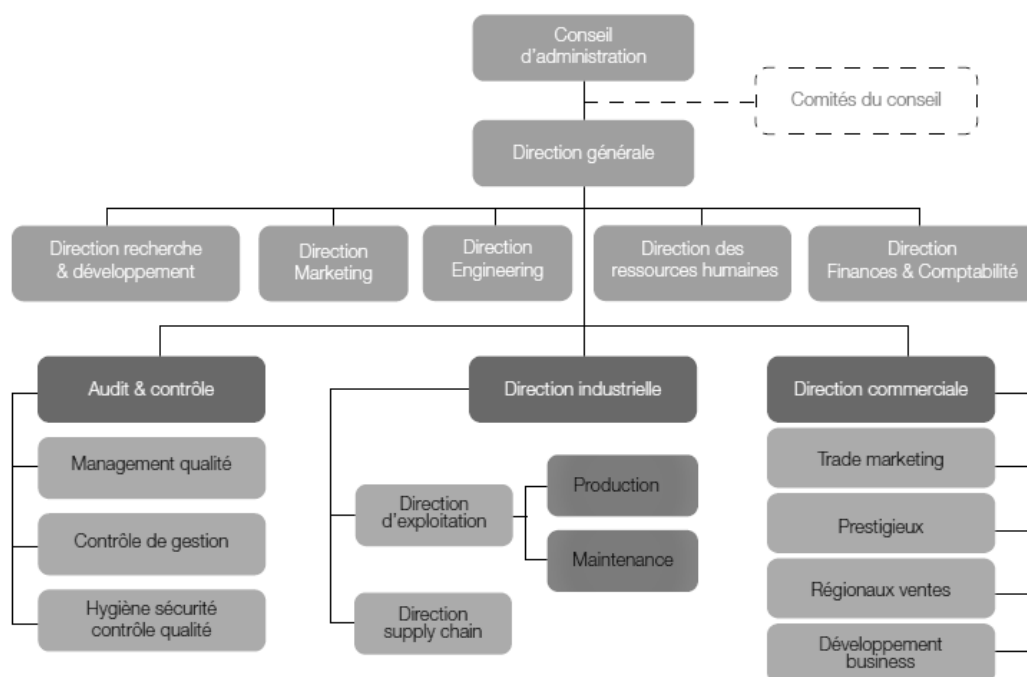 Conseil
d'administration
Comités du conseil
Direction générale
Direction recherche
& développement
Direction
Marketing
Direction
Engineering
Direction des
ressources humaines
Direction
Finances & Comptabilité
Audit & contrôle
Management qualité
Contrôle de gestion
Hygiène sécurité
contrôle qualité
Direction industrielle
Direction
d'exploitation
Production
Maintenance
Direction
supply chain
Direction commerciale
Trade marketing
Prestigieux
Régionaux ventes
Développement
business